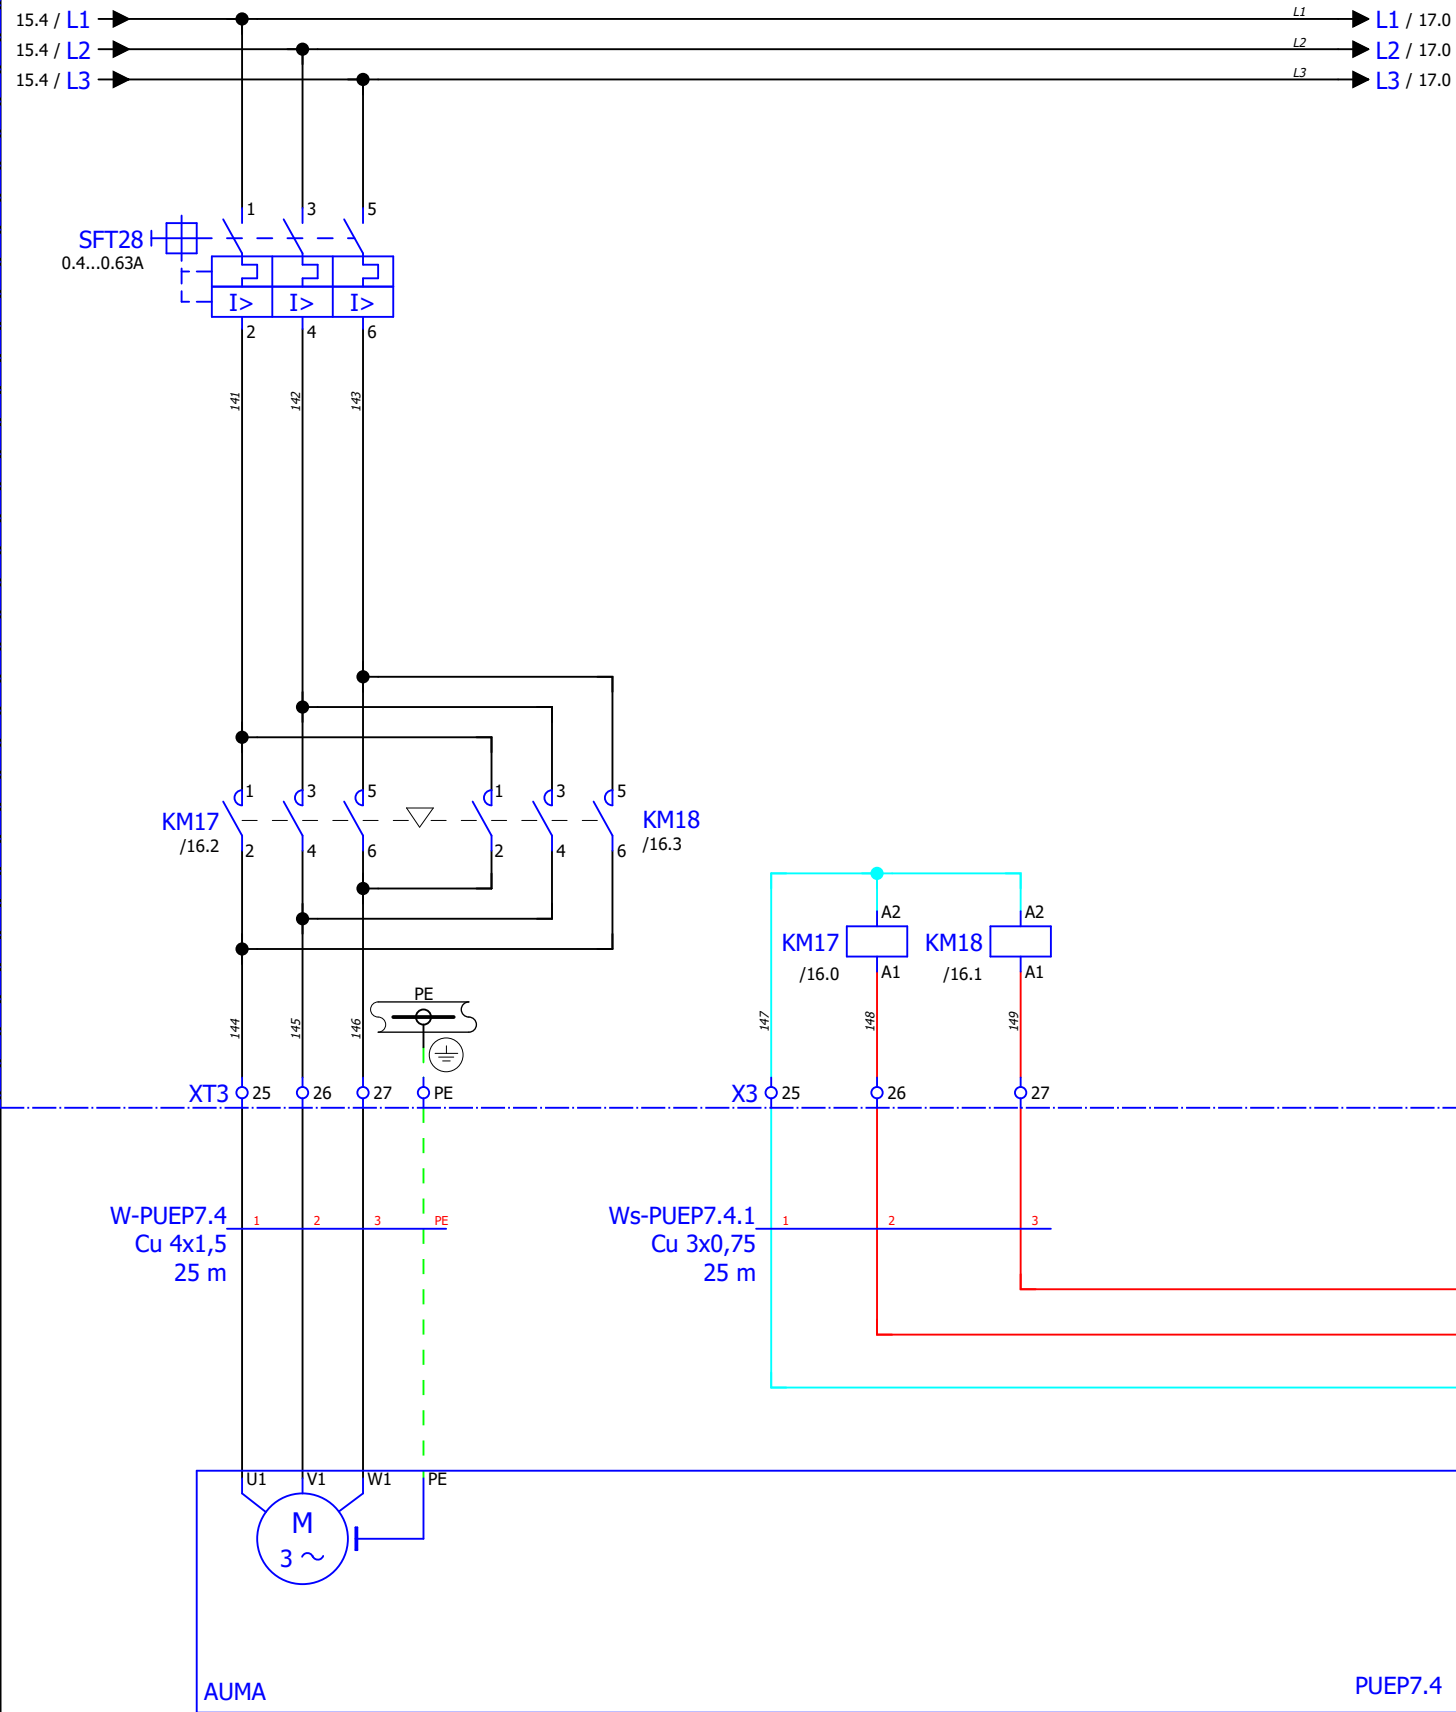 15.4 / L1 L1 L1 / 17.0
15.4 / L2 L2 L2 / 17.0
15.4 / L3 L3 L3 / 17.0
1 3 5
SFT28
0.4...0.63A
I> I> I>
2 4 6
141 142 143
1 3 5 1 3 5
KM17 KM18
/16.2 /16.3
2 4 6 2 4 6
A2 A2
KM17 KM18
/16.0 A1 /16.1 A1
PE
144 145 146 147 148 149
XT3 25 26 27 PE X3 25 26 27
W-PUEP7.4 1 2 3 PE Ws-PUEP7.4.1 1 2 3
Cu 4x1,5 Cu 3x0,75
25 m 25 m
U1 V1 W1 PE
M
3 ~
AUMA PUEP7.4